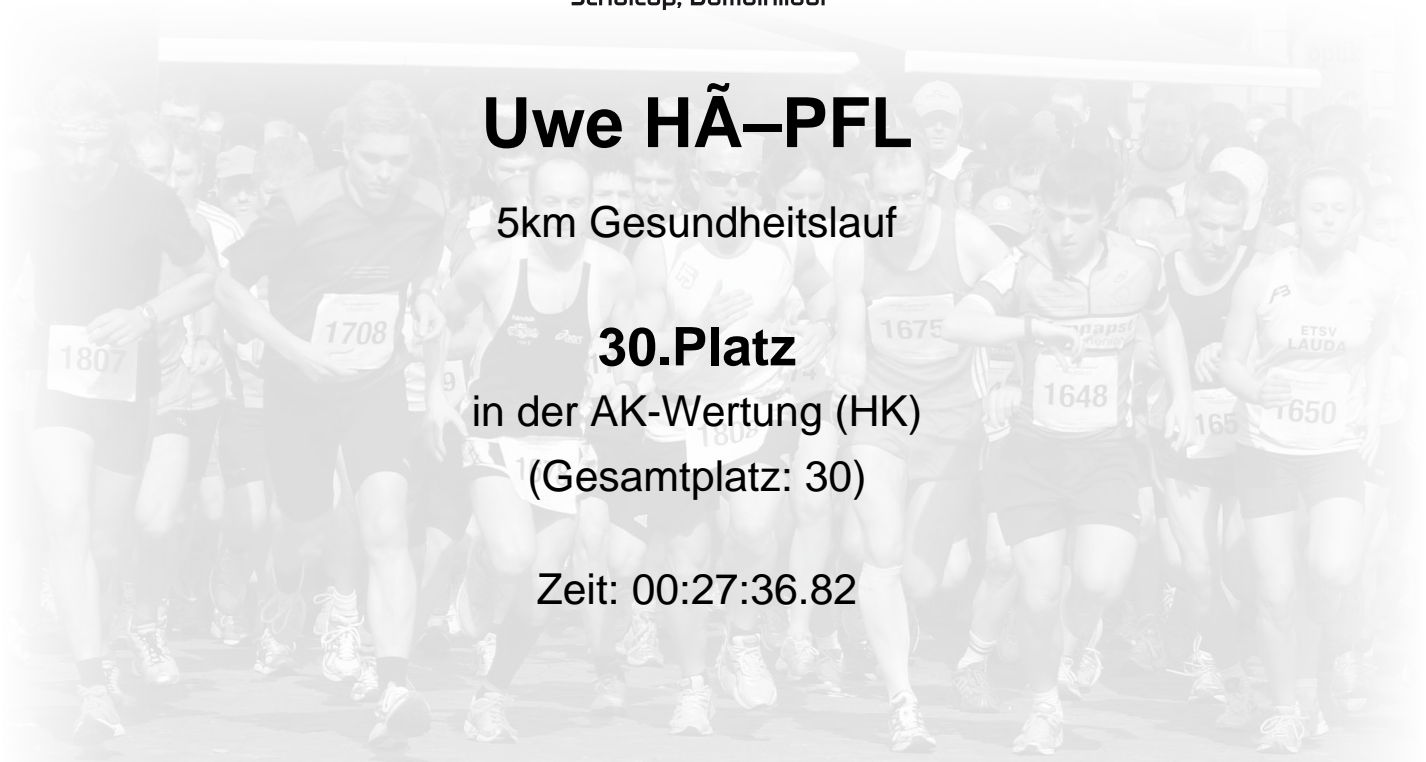 Uwe HÃ–PFL
5km Gesundheitslauf
30.Platz
in der AK-Wertung (HK)
(Gesamtplatz: 30)
Zeit: 00:27:36.82
1807
1708
1675
1648
1650
165
ETSV
LAUDA